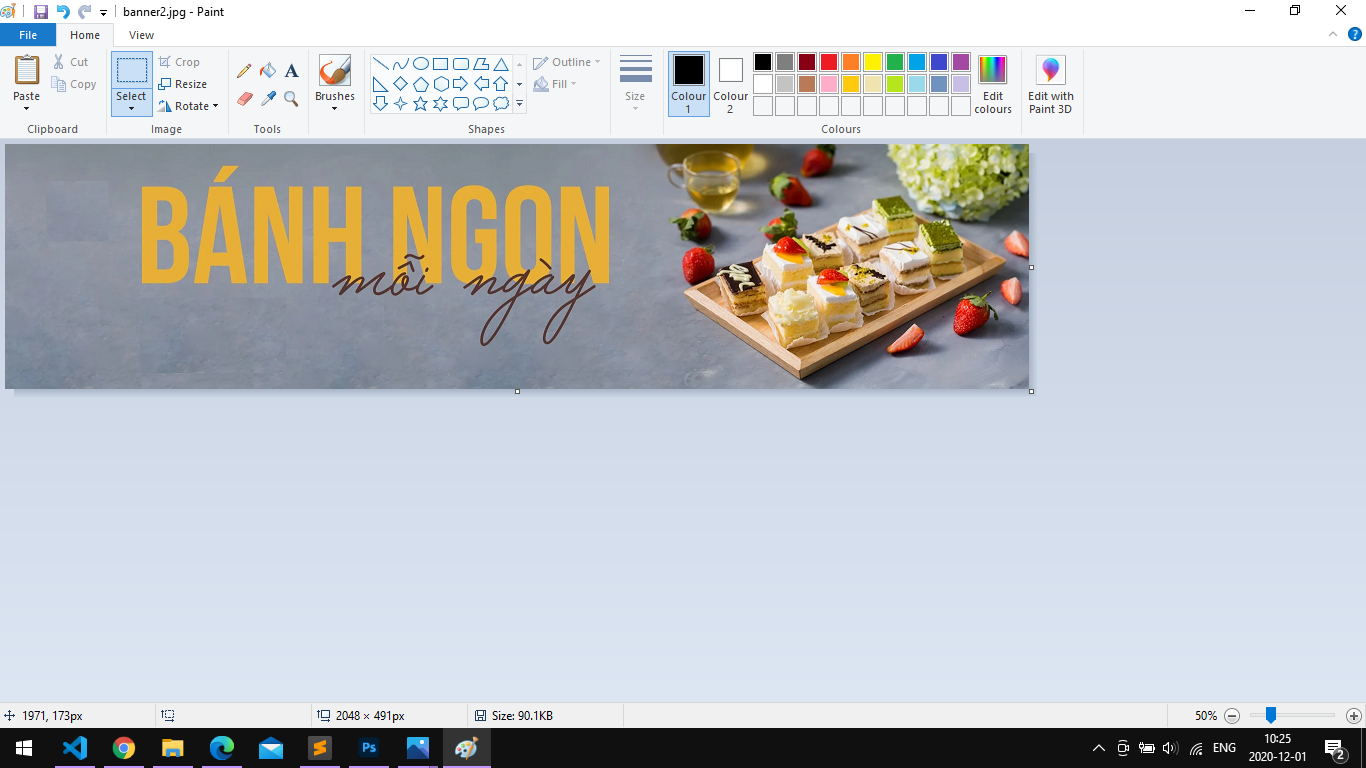 banner2.jpg - Paint
File Home View
Paste Cut Copy Clipboard
Select Crop Resize Rotate Image
Tools
Brushes
Shapes Outline Fill
Size
Colour 1 Colour 2 Edit colours Colours
Edit with Paint 3D
BÁNH NGON
mỗi ngày
1971, 173px 2048 × 491px Size: 90.1KB 50%
Ps ENG 10:25
2020-12-01 2